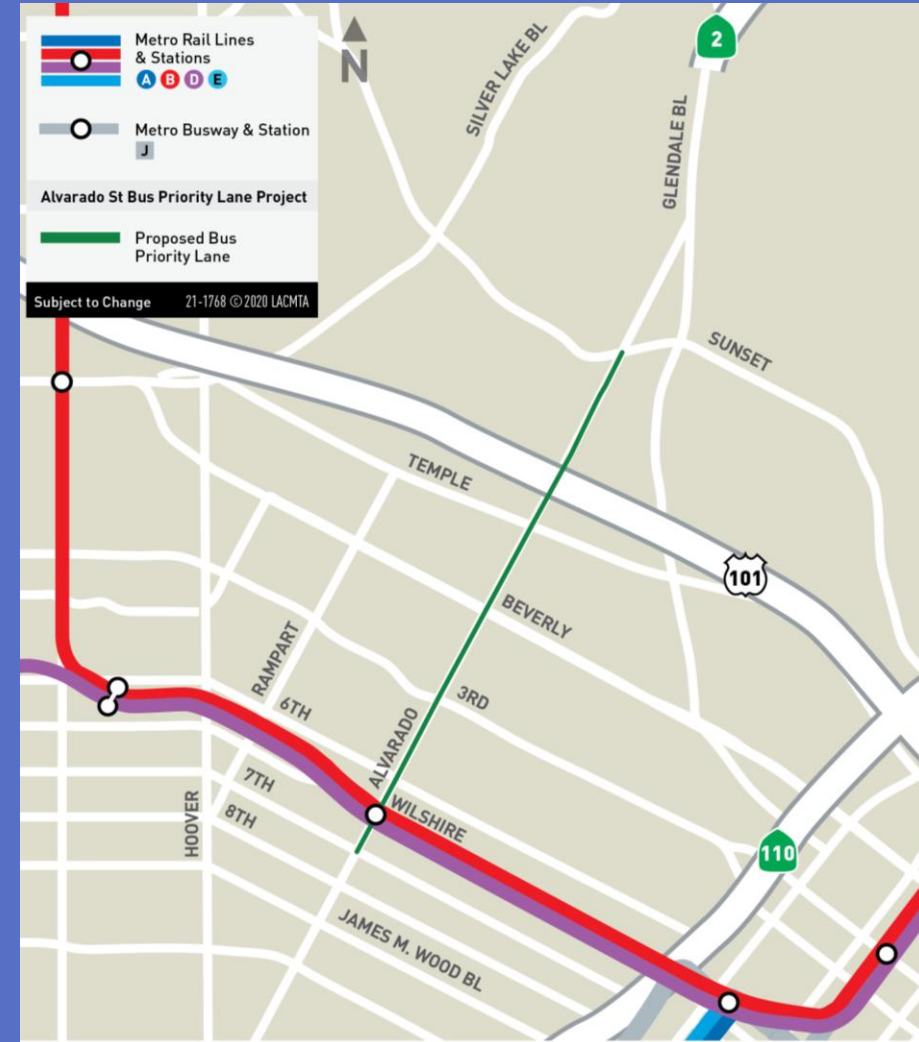 Metro Rail Lines
& Stations
A B D E
Metro Busway & Station
J
Alvarado St Bus Priority Lane Project
Proposed Bus
Priority Lane
Subject to Change 21-1768 © 2020 LACMTA
N
SILVER LAKE BL
2
GLENDALE BL
SUNSET
TEMPLE
101
BEVERLY
RAMPART
6TH
3RD
ALVARADO
7TH
WILSHIRE
8TH
HOOVER
110
JAMES M. WOOD BL